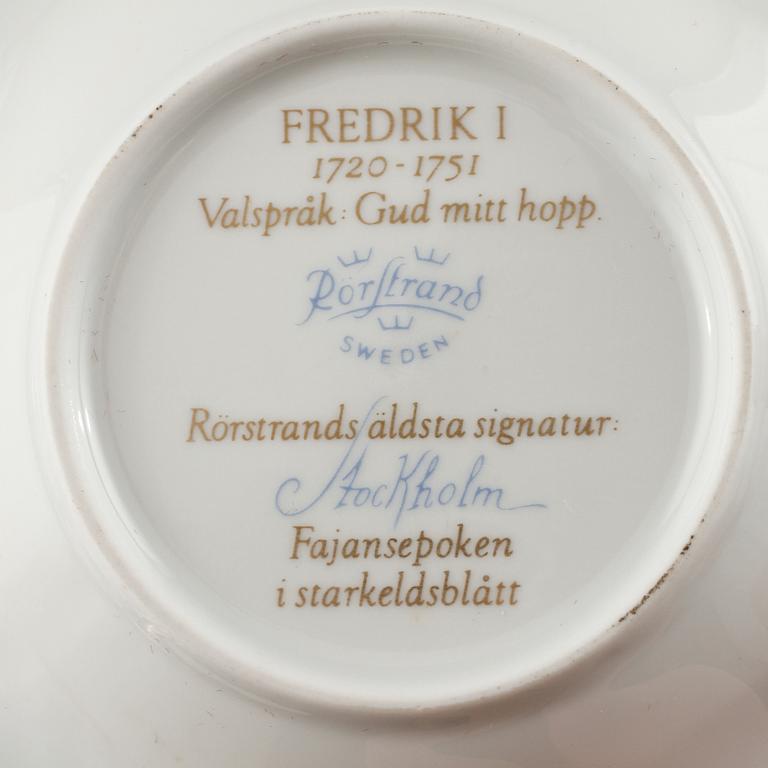 FREDRIK I
1720-1751
Valspråk: Gud mitt hopp.
Rörstrand
SWEDEN
Rörstrands äldsta signatur:
Stockholm
Fajansepoken
i starkeldsblått